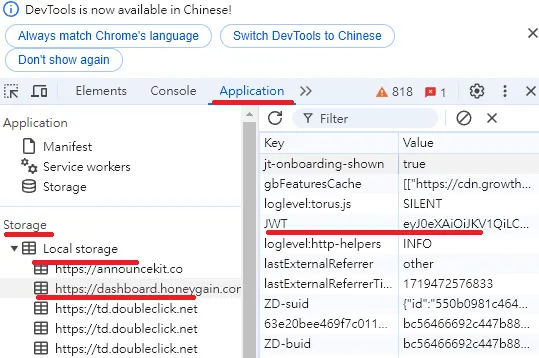 DevTools is now available in Chinese!
Always match Chrome's language Switch DevTools to Chinese
Don't show again
Elements Console Application 818 1
Application
Manifest
Service workers
Storage
Storage
Local storage
https://announcekit.co
https://dashboard.honeygain.com
https://td.doubleclick.net
https://td.doubleclick.net
https://td.doubleclick.net
Filter
Key Value
jt-onboarding-shown true
gbFeaturesCache [["https://cdn.growth...
loglevel:torus.js SILENT
JWT eyJ0eXAiOiJKV1QiLC...
loglevel:http-helpers INFO
lastExternalReferrer other
lastExternalReferrerTi... 1719472576833
ZD-suid {"id":"550b0981c464...
63e20bee469f7c011... bc56466692c447b88...
ZD-buid bc56466692c447b88...